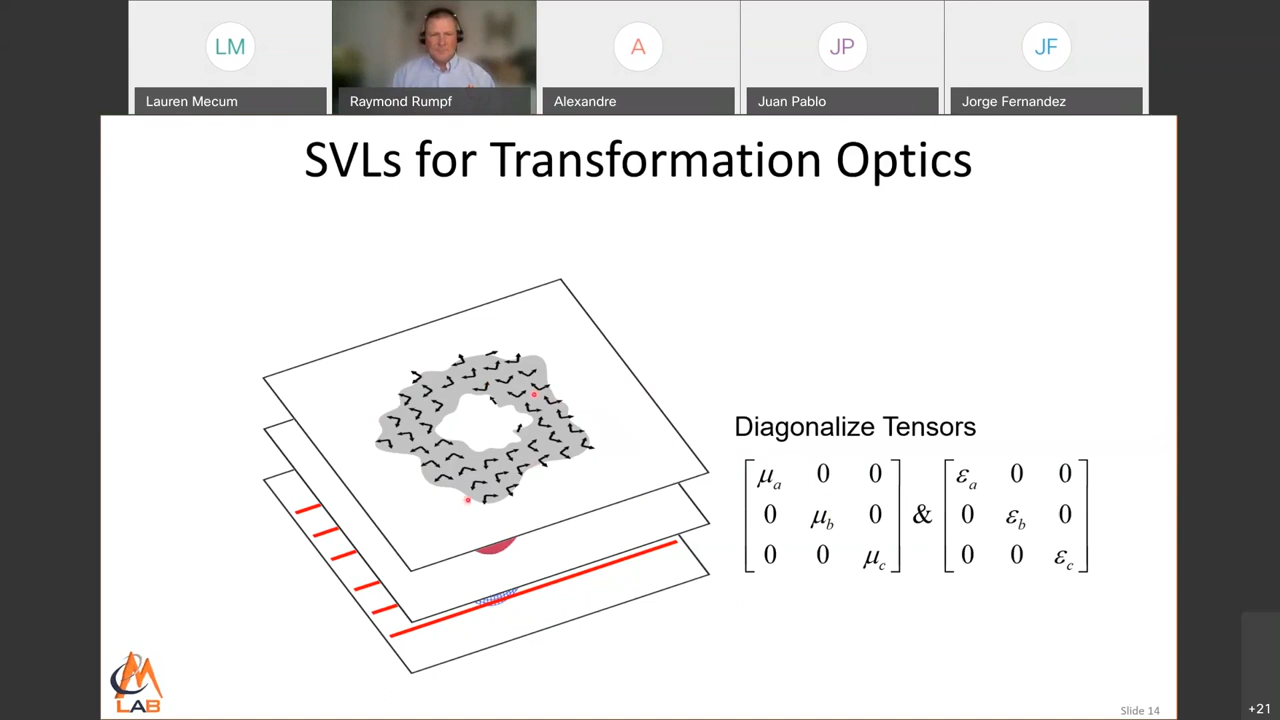 LM
A
JP
JF
Lauren Mecum
Raymond Rumpf
Alexandre
Juan Pablo
Jorge Fernandez
SVLs for Transformation Optics
Diagonalize Tensors
μa 0 0
0 μb 0
0 0 μc
&
εa 0 0
0 εb 0
0 0 εc
EM
LAB
Slide 14
+21